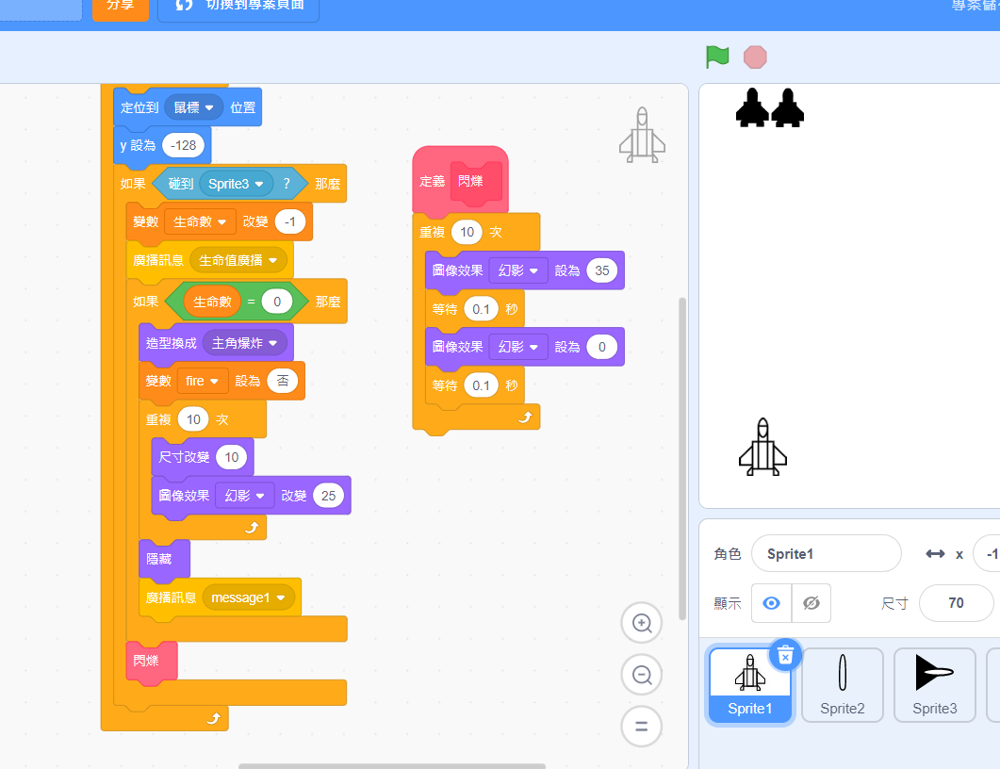 分享
切換到專案頁面
定位到 鼠標 位置
y 設為 -128
如果 碰到 Sprite3 ? 那麼
變數 生命數 改變 -1
廣播訊息 生命值廣播
如果 生命數 = 0 那麼
造型換成 主角爆炸
變數 fire 設為 否
重複 10 次
尺寸改變 10
圖像效果 幻影 改變 25
隱藏
廣播訊息 message1
閃爍
定義 閃爍
重複 10 次
圖像效果 幻影 設為 35
等待 0.1 秒
圖像效果 幻影 設為 0
等待 0.1 秒
角色 Sprite1 x
顯示 尺寸 70
Sprite1 Sprite2 Sprite3